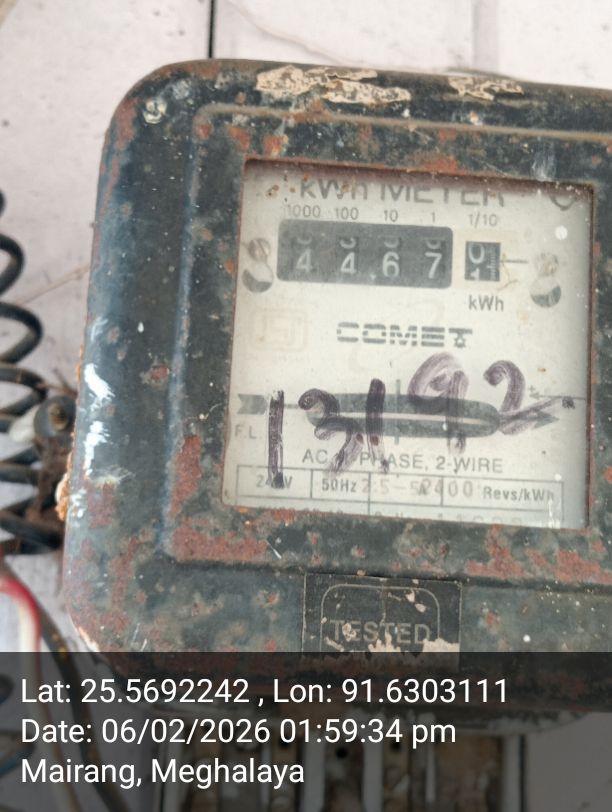 kWh METER
1000 100 10 1 1/10
4 4 6 7 0
1
kWh
COMET
13192
F.L.
AC PHASE, 2-WIRE
50Hz 2400 Revs/kWh
TESTED
Lat: 25.5692242 , Lon: 91.6303111
Date: 06/02/2026 01:59:34 pm
Mairang, Meghalaya